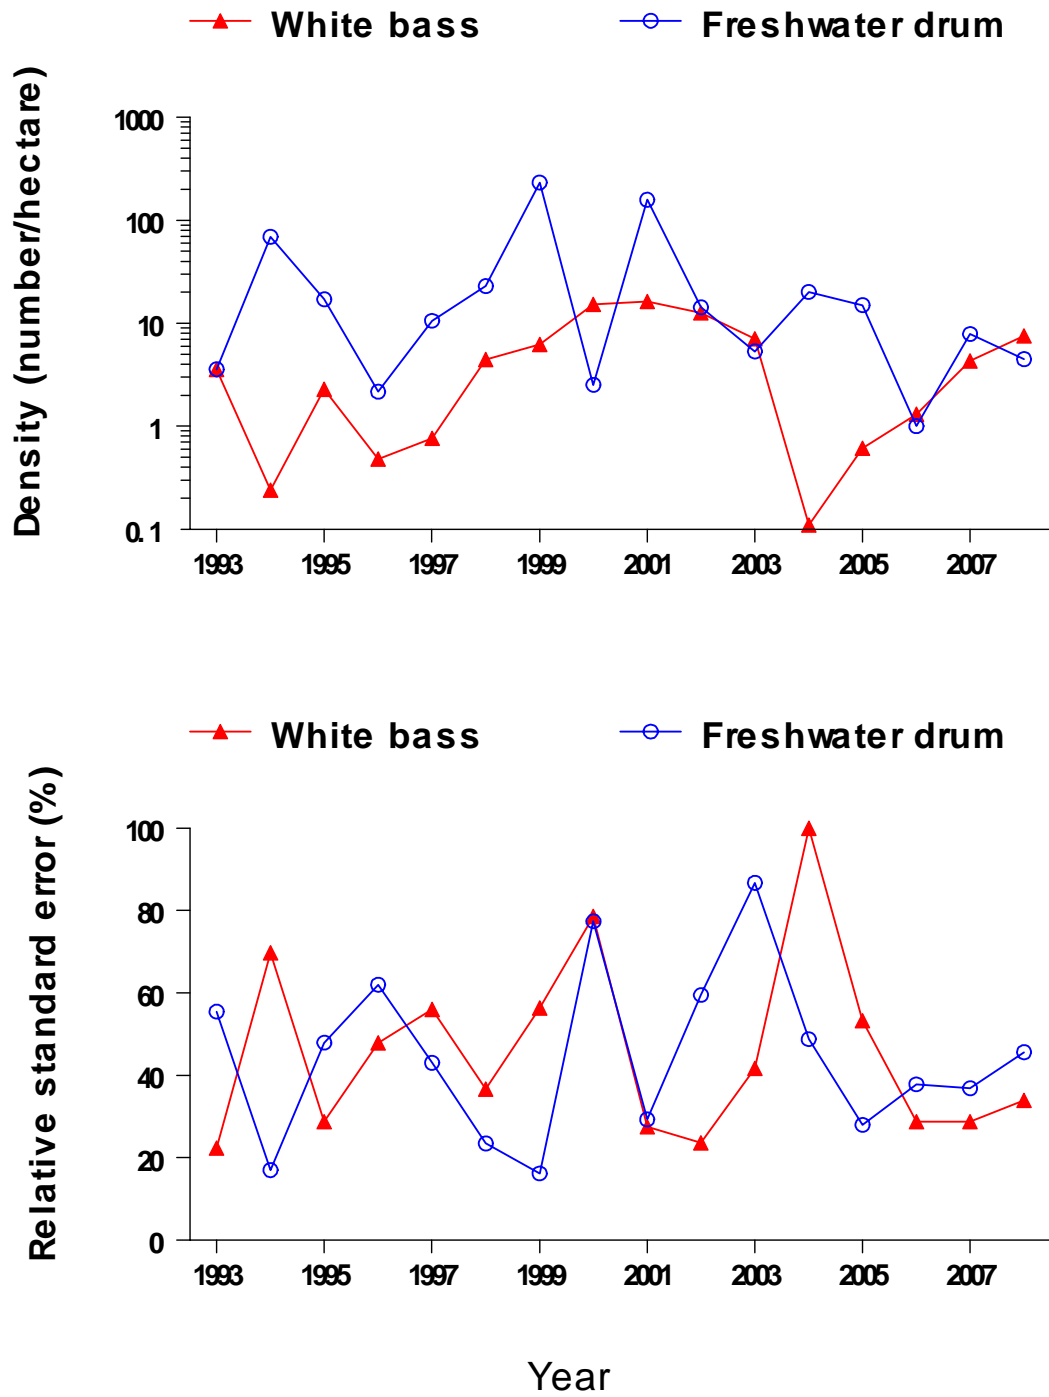 White bass Freshwater drum
Density (number/hectare)
1000
100
10
1
0.1
1993 1995 1997 1999 2001 2003 2005 2007
White bass Freshwater drum
Relative standard error (%)
100
80
60
40
20
0
1993 1995 1997 1999 2001 2003 2005 2007
Year